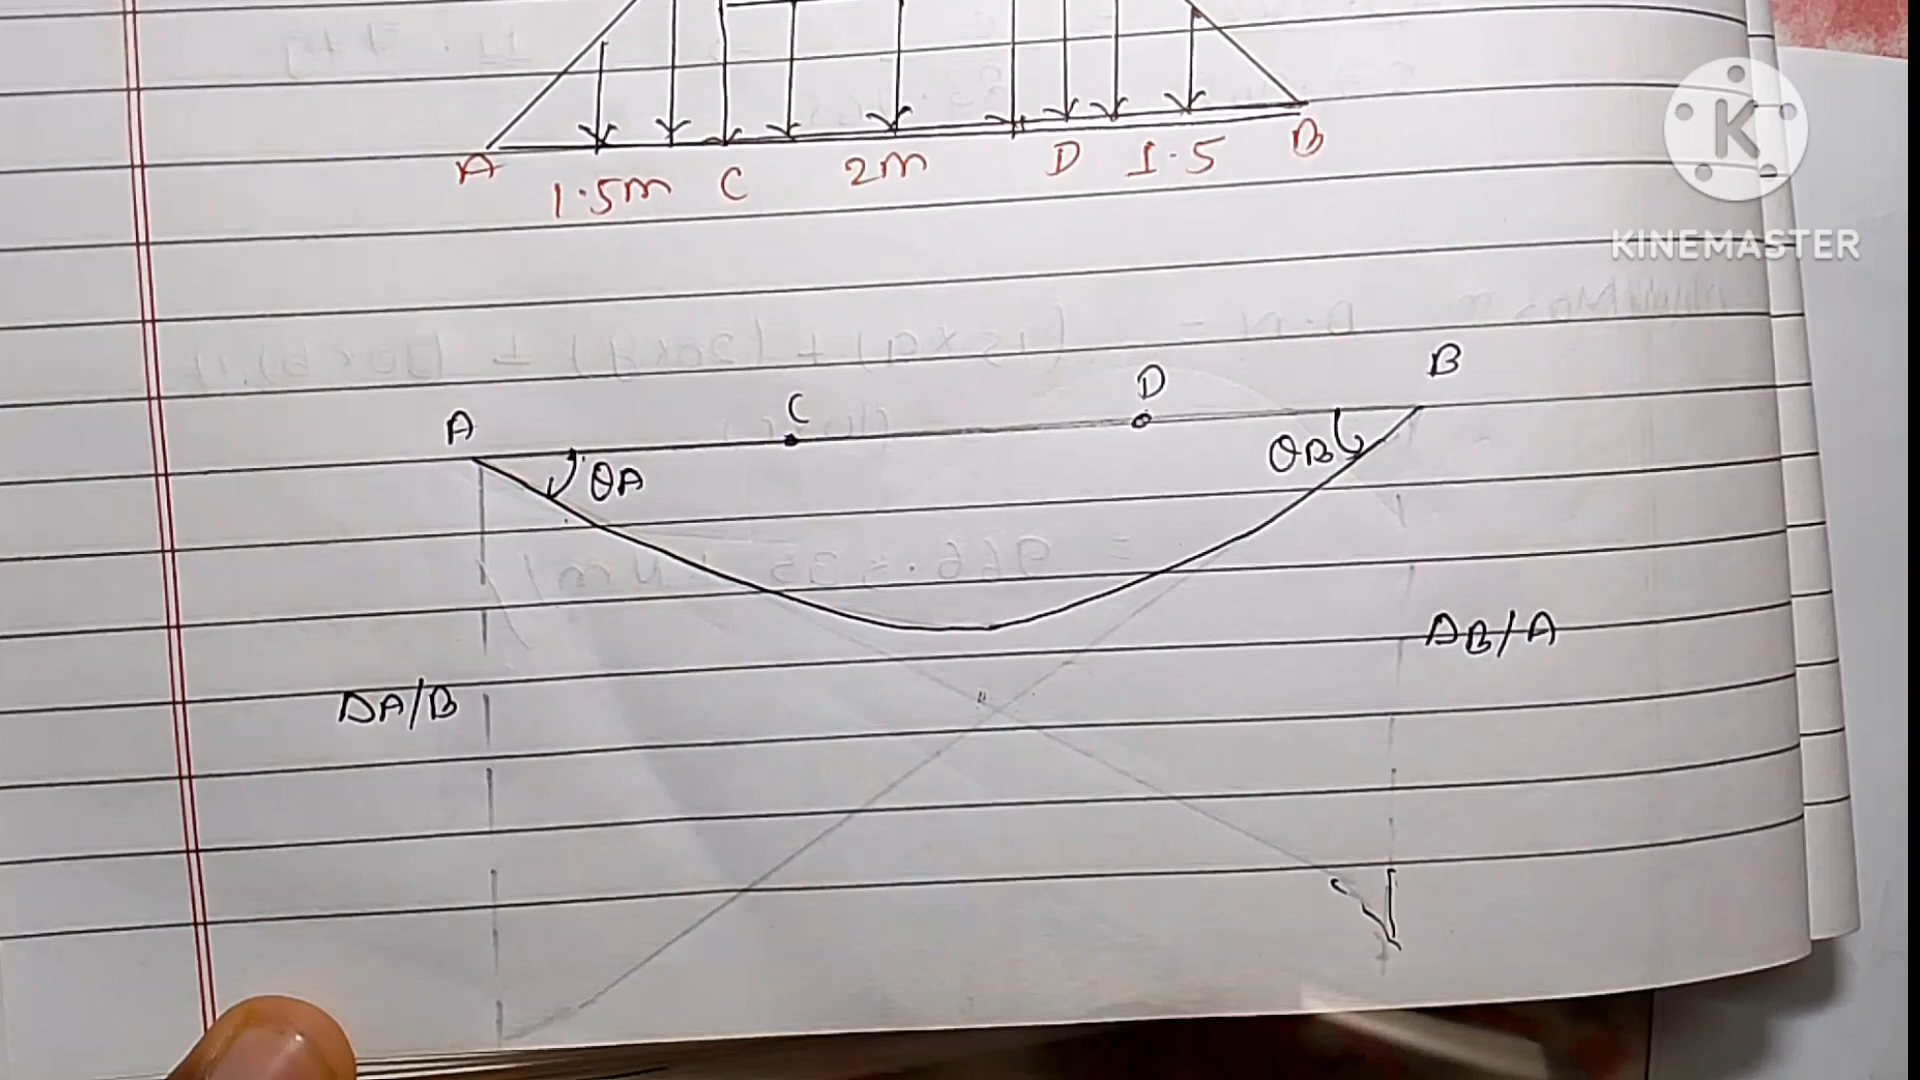 A 1.5m C 2m D 1.5 B
K
KINEMASTER
A C D B
θA θB
ΔA/B
ΔB/A